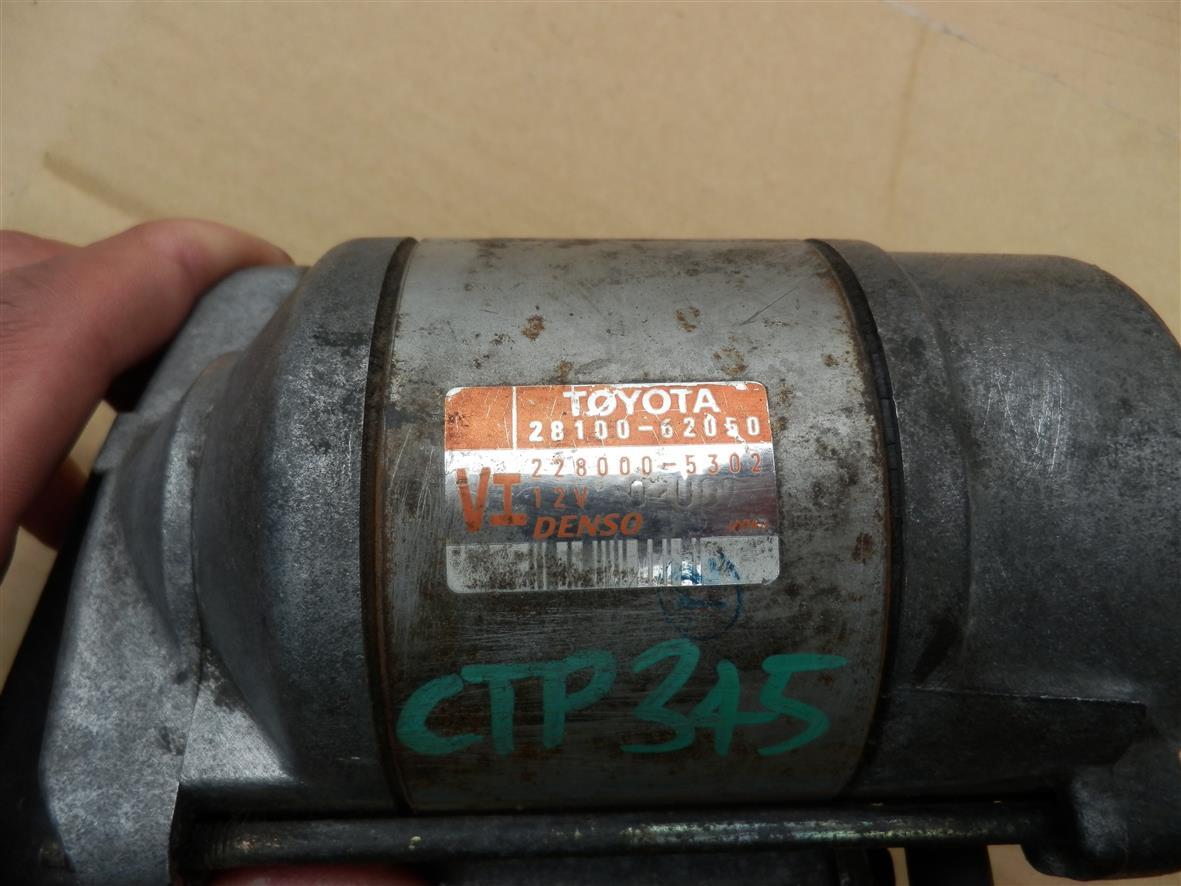 TOYOTA
28100-62050
228000-5302
VI
12V
DENSO
CTP345